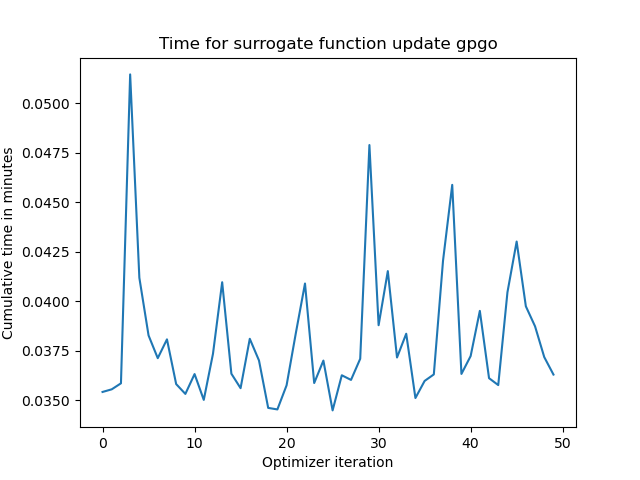 Time for surrogate function update gpgo
0.0500
0.0475
0.0450
0.0425
0.0400
0.0375
0.0350
Cumulative time in minutes
0 10 20 30 40 50
Optimizer iteration